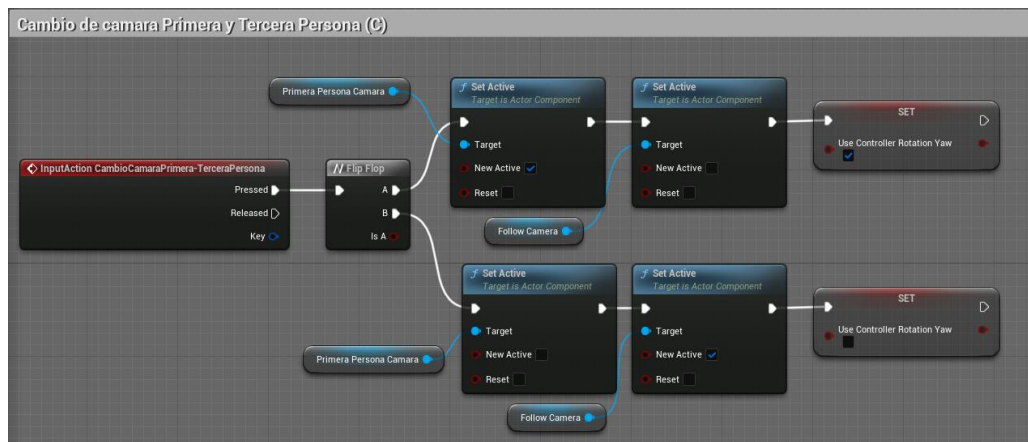 Cambio de camara Primera y Tercera Persona (C)
Primera Persona Camara
f Set Active
Target is Actor Component
Target
New Active
Reset
f Set Active
Target is Actor Component
Target
New Active
Reset
SET
Use Controller Rotation Yaw
InputAction CambioCamaraPrimera-TerceraPersona
Pressed
Released
Key
Flip Flop
A
B
Is A
Follow Camera
f Set Active
Target is Actor Component
Target
New Active
Reset
f Set Active
Target is Actor Component
Target
New Active
Reset
SET
Use Controller Rotation Yaw
Primera Persona Camara
Follow Camera